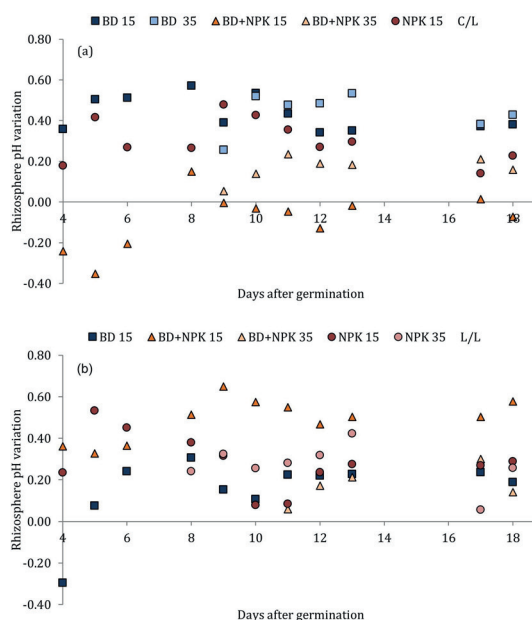 BD 15 BD 35 BD+NPK 15 BD+NPK 35 NPK 15 C/L
0.80
(a)
0.60
0.40
0.20
0.00
4 6 8 10 12 14 16 18
-0.20
-0.40
Rhizosphere pH variation
Days after germination
BD 15 BD+NPK 15 BD+NPK 35 NPK 15 NPK 35 L/L
0.80
(b)
0.60
0.40
0.20
0.00
4 6 8 10 12 14 16 18
-0.20
-0.40
Rhizosphere pH variation
Days after germination